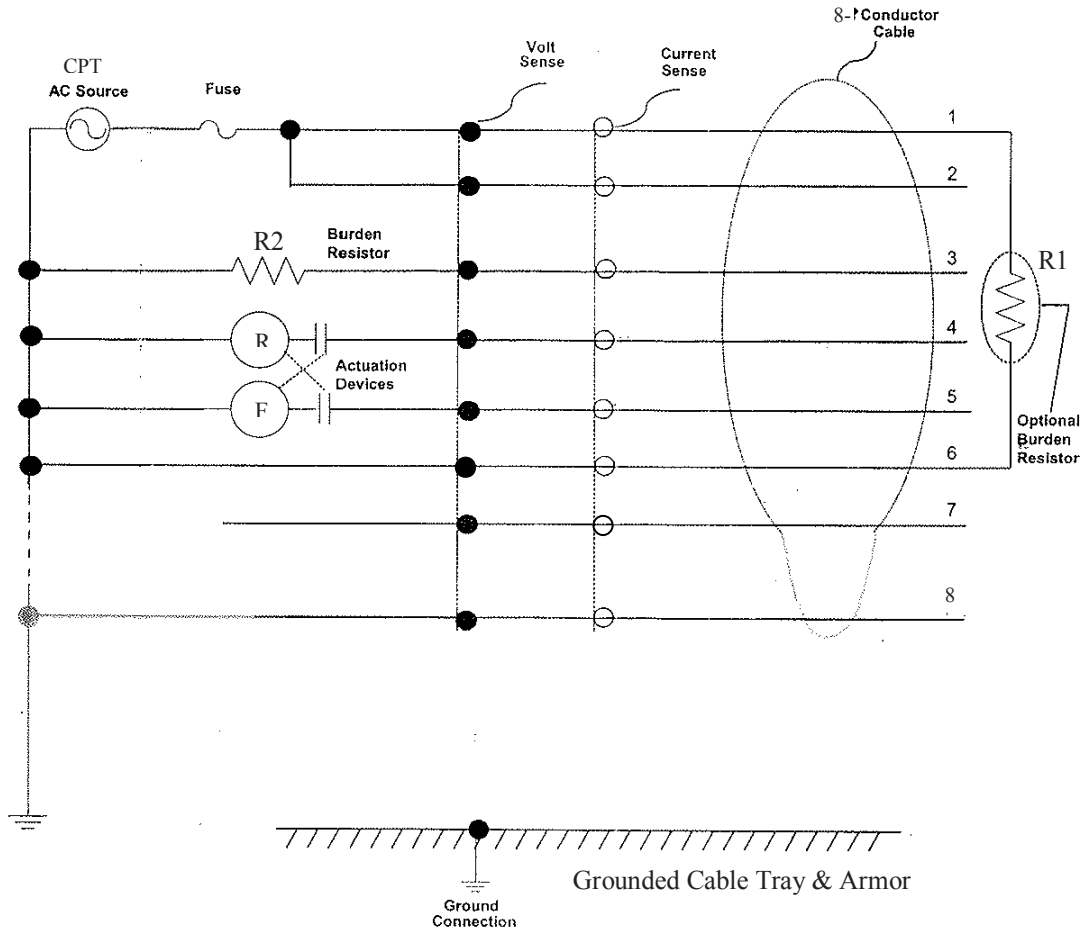 8-Conductor
Cable
Volt
Sense
Current
Sense
CPT
AC Source
Fuse
1
2
R2
Burden
Resistor
3
R1
R
4
Actuation
Devices
F
5
Optional
Burden
Resistor
6
7
8
Grounded Cable Tray & Armor
Ground
Connection